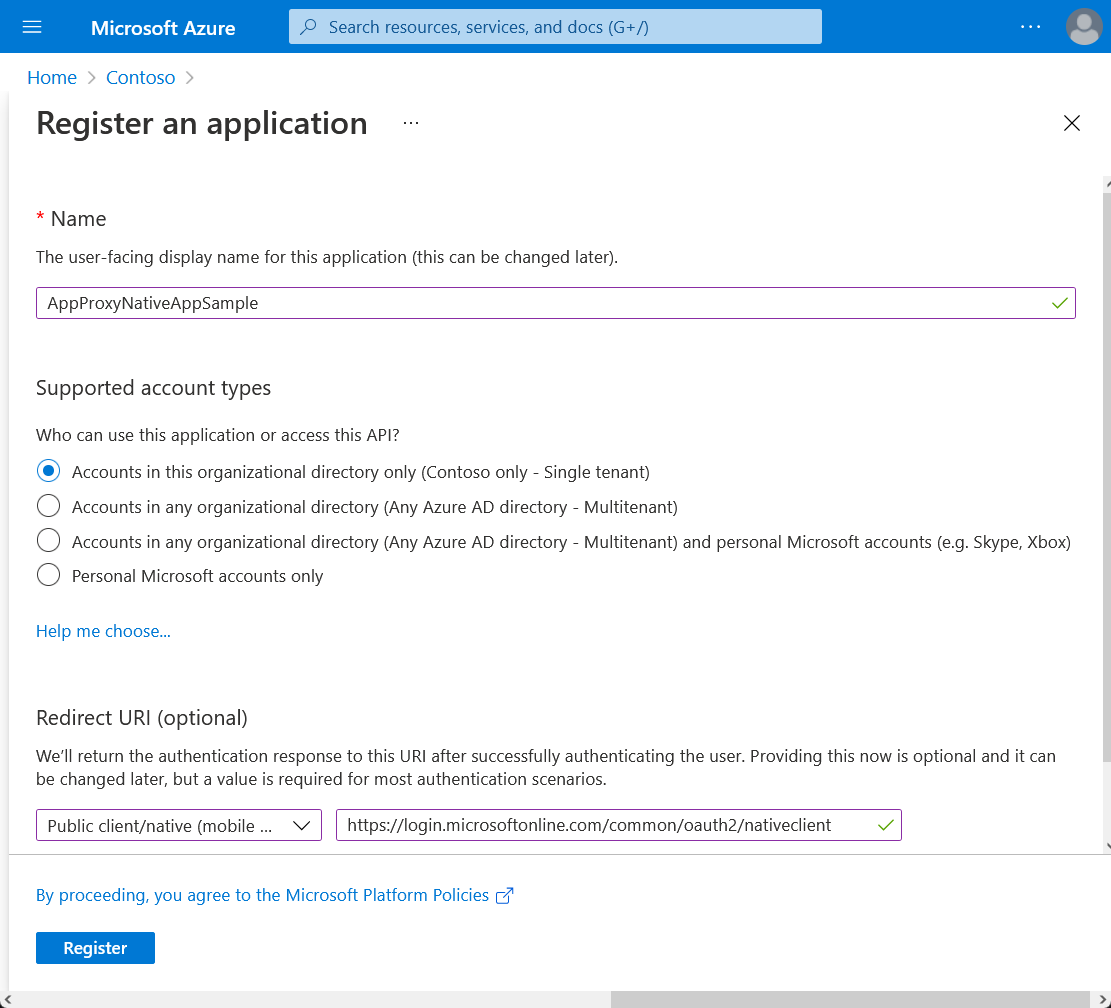 Microsoft Azure
Search resources, services, and docs (G+/)
Home > Contoso >
Register an application ...
* Name
The user-facing display name for this application (this can be changed later).
AppProxyNativeAppSample
Supported account types
Who can use this application or access this API?
Accounts in this organizational directory only (Contoso only - Single tenant)
Accounts in any organizational directory (Any Azure AD directory - Multitenant)
Accounts in any organizational directory (Any Azure AD directory - Multitenant) and personal Microsoft accounts (e.g. Skype, Xbox)
Personal Microsoft accounts only
Help me choose...
Redirect URI (optional)
We’ll return the authentication response to this URI after successfully authenticating the user. Providing this now is optional and it can
be changed later, but a value is required for most authentication scenarios.
Public client/native (mobile ...
https://login.microsoftonline.com/common/oauth2/nativeclient
By proceeding, you agree to the Microsoft Platform Policies
Register